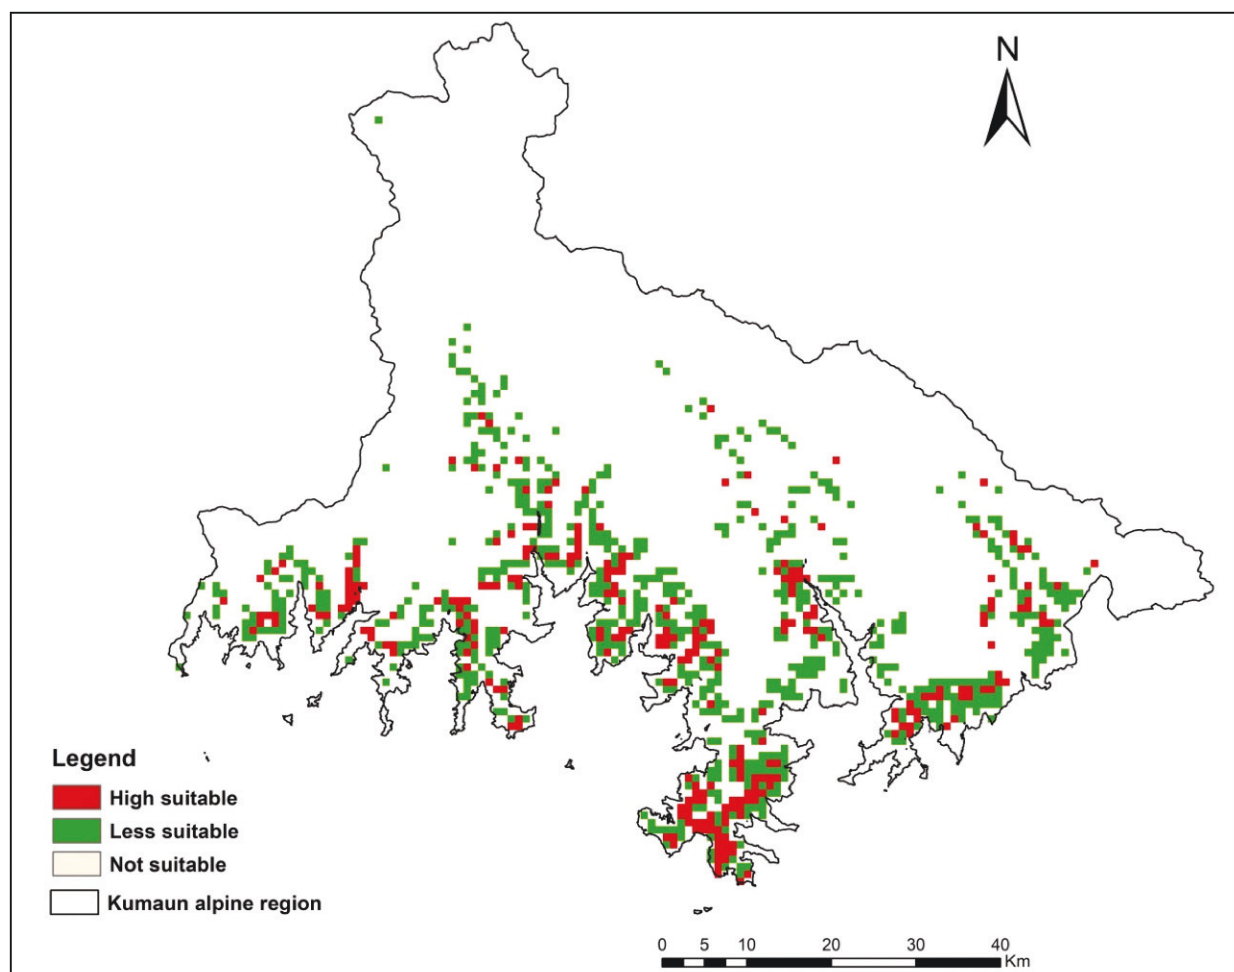 N
Legend
High suitable
Less suitable
Not suitable
Kumaun alpine region
0 5 10 20 30 40
Km